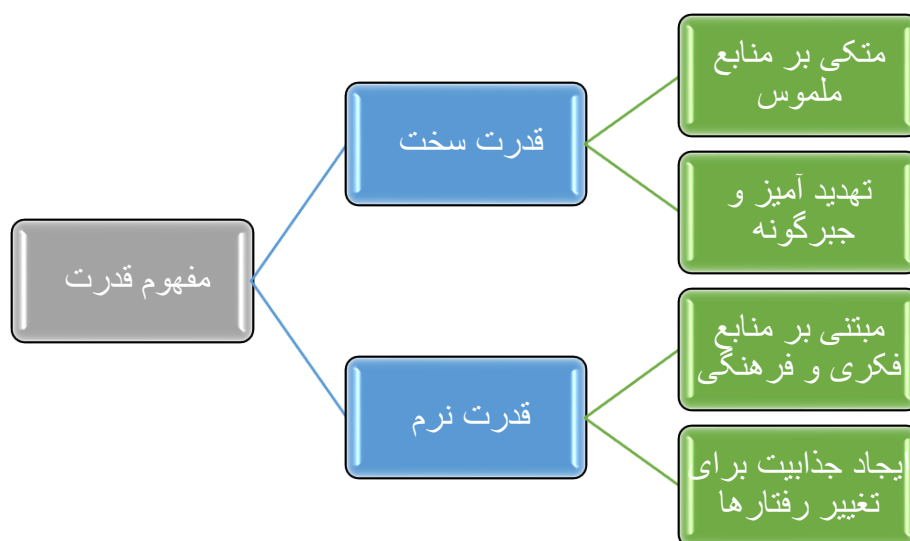 مفهوم قدرت
قدرت سخت
متکی بر منابع
ملموس
تهدید آمیز و
جبرگونه
قدرت نرم
مبتنی بر منابع
فکری و فرهنگی
یجاد جذابیت برای
تغییر رفتارها